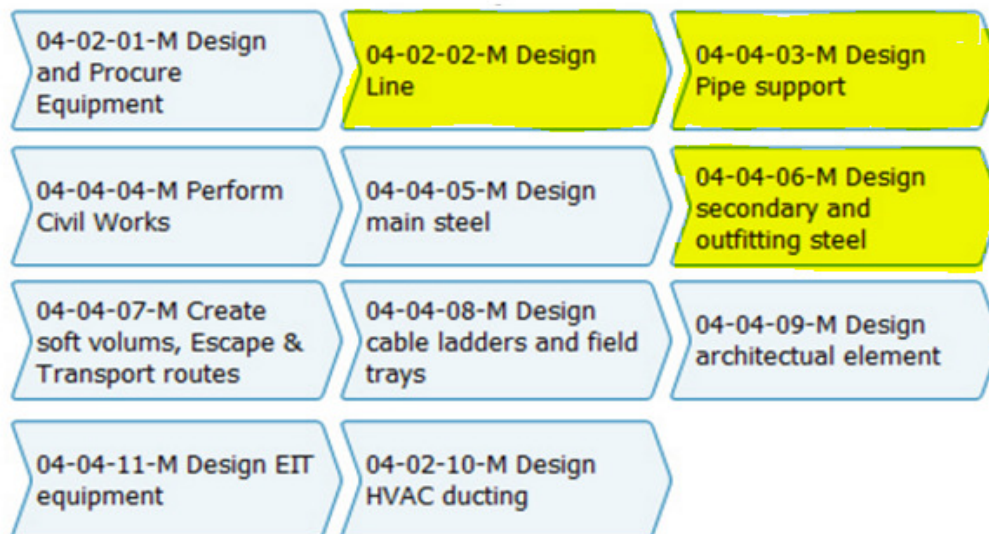 04-02-01-M Design
and Procure
Equipment
04-02-02-M Design
Line
04-04-03-M Design
Pipe support
04-04-04-M Perform
Civil Works
04-04-05-M Design
main steel
04-04-06-M Design
secondary and
outfitting steel
04-04-07-M Create
soft volums, Escape &
Transport routes
04-04-08-M Design
cable ladders and field
trays
04-04-09-M Design
architectual element
04-04-11-M Design EIT
equipment
04-02-10-M Design
HVAC ducting